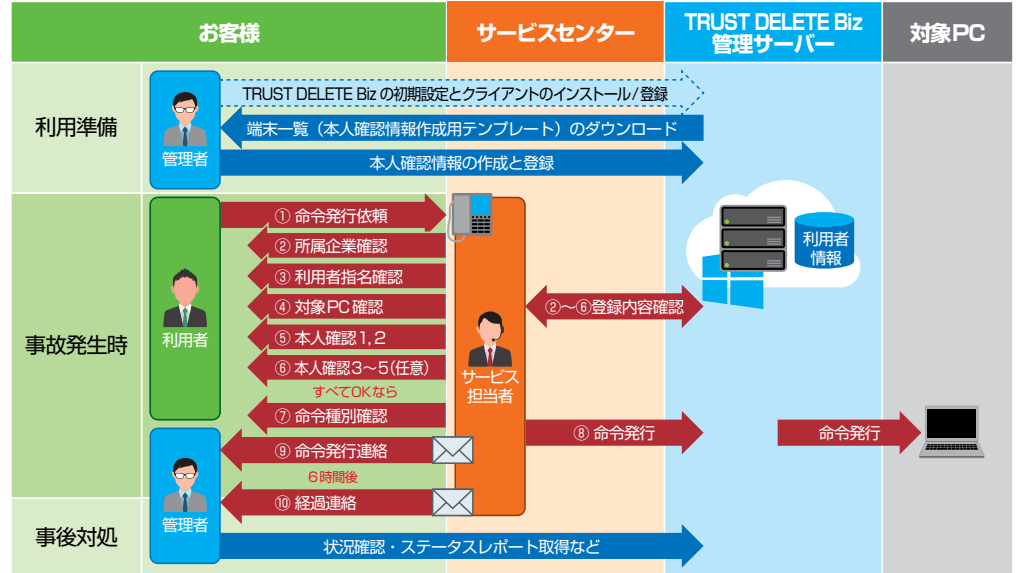 お客様
サービスセンター
TRUST DELETE Biz
管理サーバー
対象PC
利用準備
管理者
TRUST DELETE Biz の初期設定とクライアントのインストール/登録
端末一覧（本人確認情報作成用テンプレート）のダウンロード
本人確認情報の作成と登録
事故発生時
利用者
① 命令発行依頼
② 所属企業確認
③ 利用者指名確認
④ 対象PC確認
⑤ 本人確認1,2
⑥ 本人確認3～5(任意)
すべてOKなら
⑦ 命令種別確認
サービス
担当者
②～⑥登録内容確認
利用者
情報
⑧ 命令発行
命令発行
管理者
⑨ 命令発行連絡
6時間後
⑩ 経過連絡
事後対処
状況確認・ステータスレポート取得など